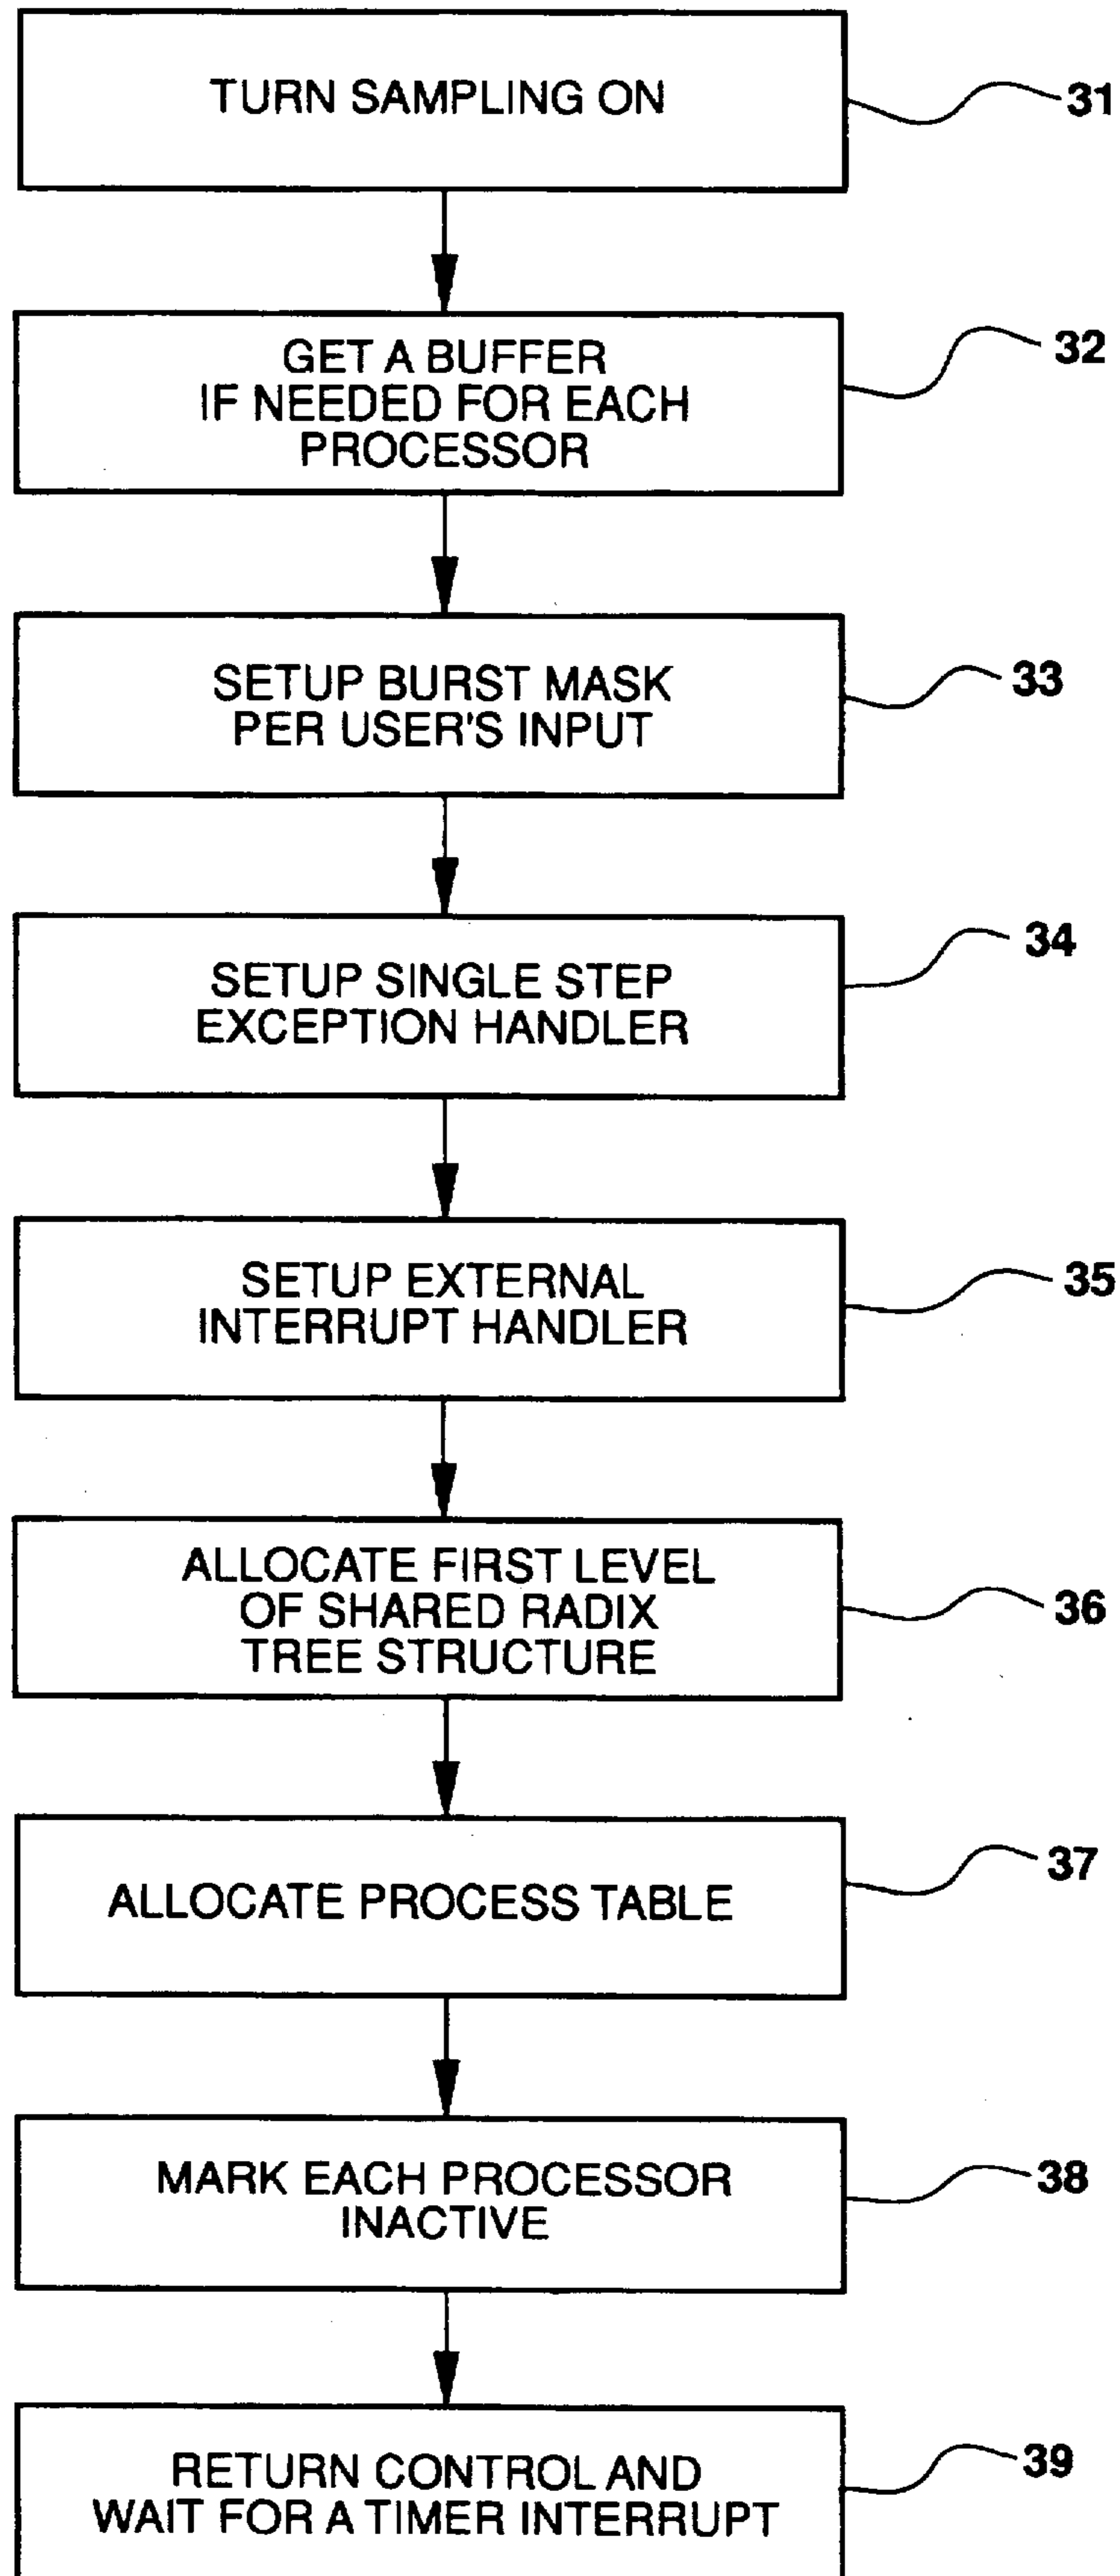 TURN SAMPLING ON
31
GET A BUFFER
IF NEEDED FOR EACH
PROCESSOR
32
SETUP BURST MASK
PER USER'S INPUT
33
SETUP SINGLE STEP
EXCEPTION HANDLER
34
SETUP EXTERNAL
INTERRUPT HANDLER
35
ALLOCATE FIRST LEVEL
OF SHARED RADIX
TREE STRUCTURE
36
ALLOCATE PROCESS TABLE
37
MARK EACH PROCESSOR
INACTIVE
38
RETURN CONTROL AND
WAIT FOR A TIMER INTERRUPT
39